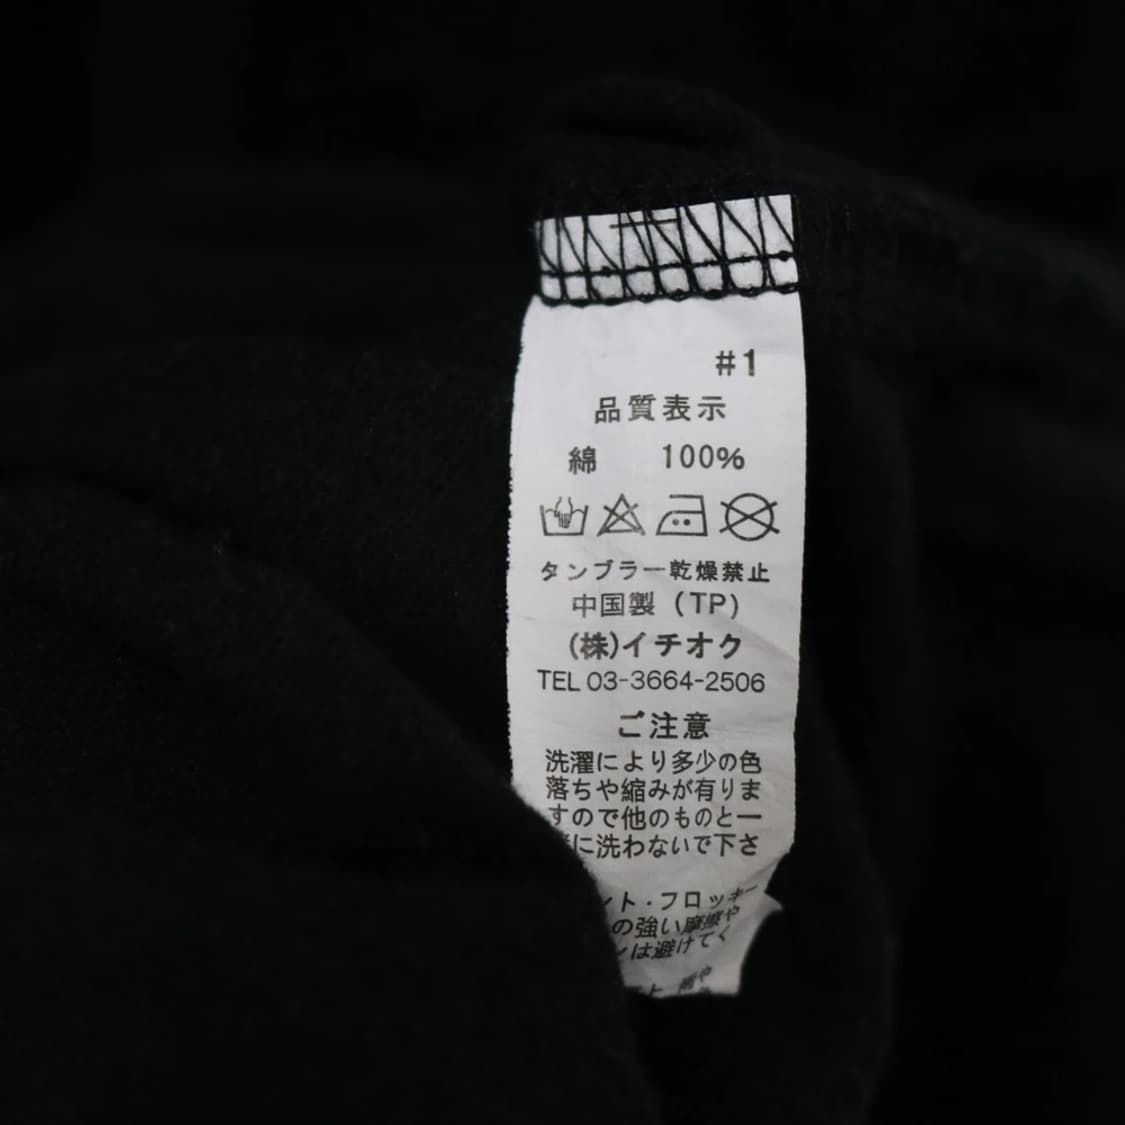 #1
品質表示
綿 100%
タンブラー乾燥禁止
中国製 (TP)
(株)イチオク
TEL 03-3664-2506
ご注意
洗濯により多少の色
落ちや縮みが有りま
すので他のものと一
に洗わないで下さ
ント・フロッキー
の強い摩擦や
ンは避けてく